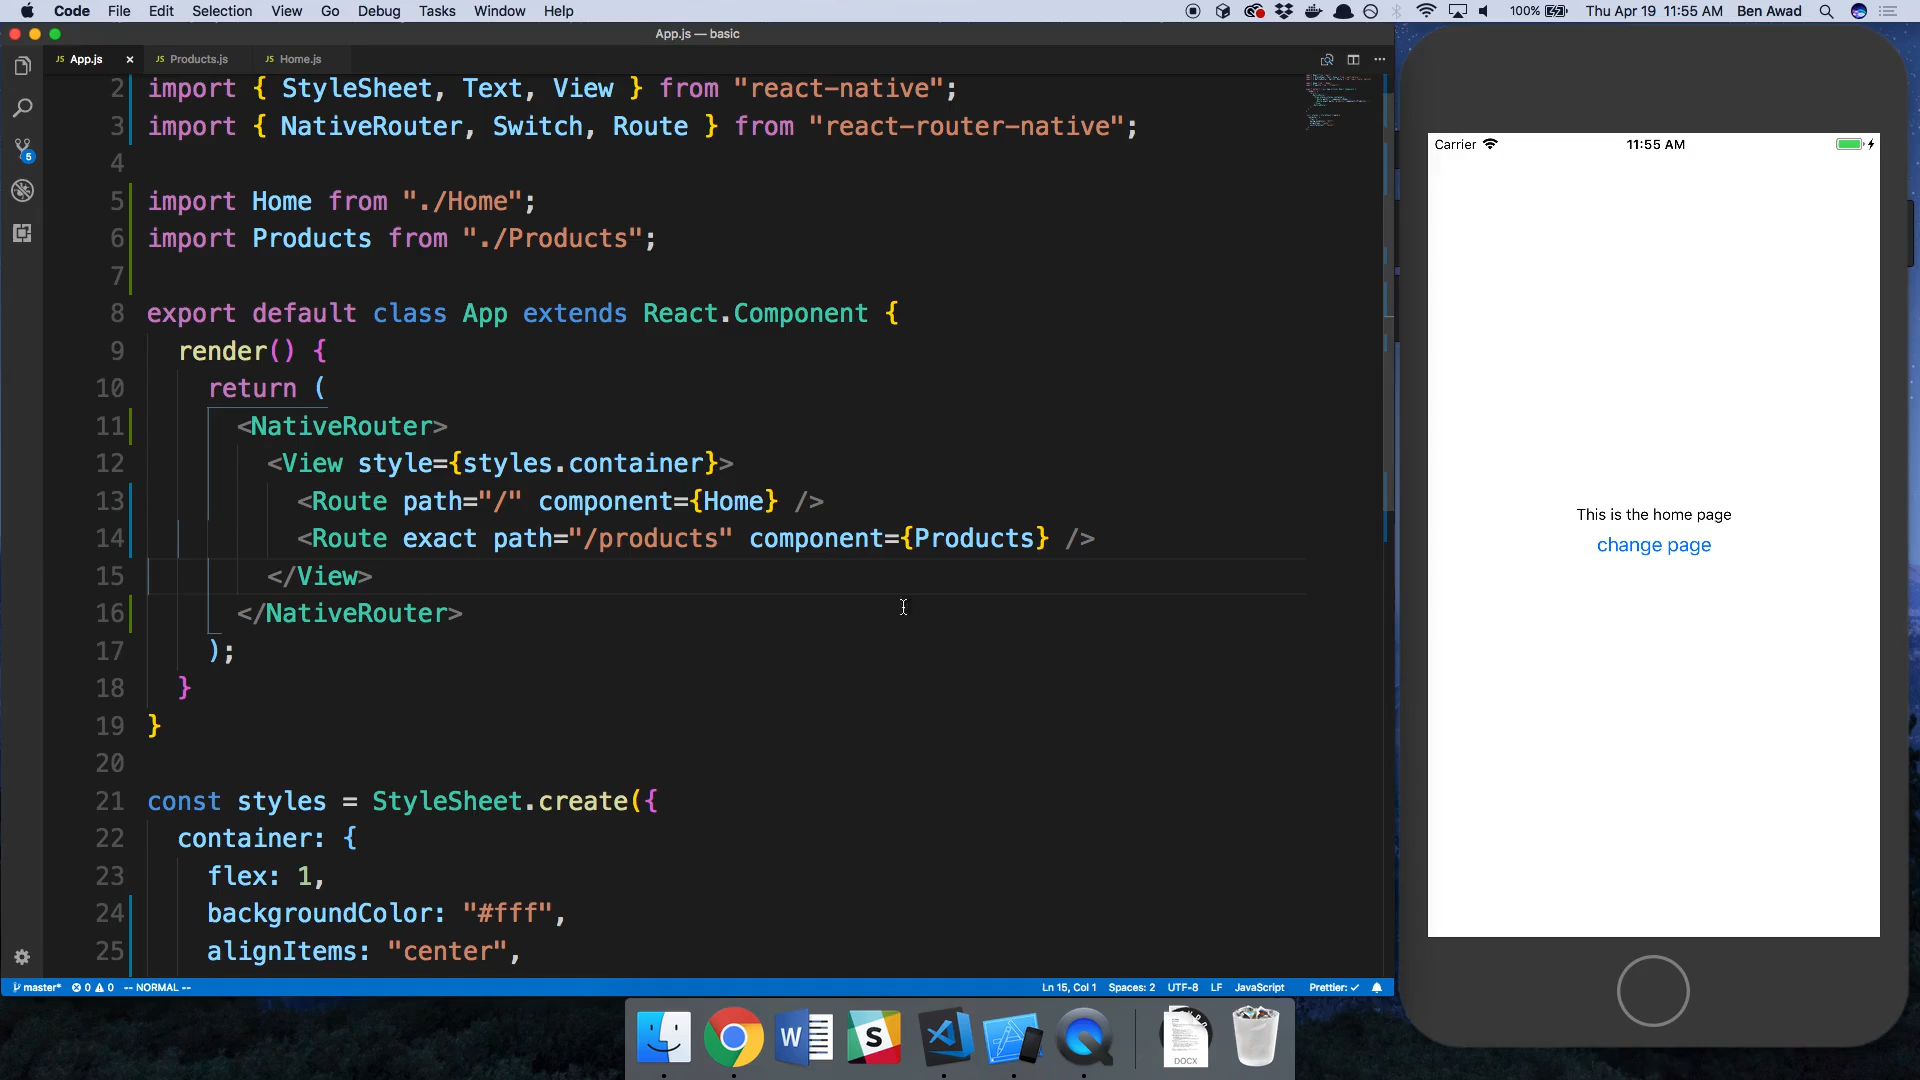 Code File Edit Selection View Go Debug Tasks Window Help 100% Thu Apr 19 11:55 AM Ben Awad
App.js — basic
JS App.js × JS Products.js JS Home.js
2 import { StyleSheet, Text, View } from "react-native";
3 import { NativeRouter, Switch, Route } from "react-router-native";
4
5 import Home from "./Home";
6 import Products from "./Products";
7
8 export default class App extends React.Component {
9 render() {
10 return (
11 <NativeRouter>
12 <View style={styles.container}>
13 <Route path="/" component={Home} />
14 <Route exact path="/products" component={Products} />
15 </View>
16 </NativeRouter>
17 );
18 }
19 }
20
21 const styles = StyleSheet.create({
22 container: {
23 flex: 1,
24 backgroundColor: "#fff",
25 alignItems: "center",
5
master* 0 0 -- NORMAL -- Ln 15, Col 1 Spaces: 2 UTF-8 LF JavaScript Prettier: ✓
Carrier 11:55 AM
This is the home page
change page
W S DOCX